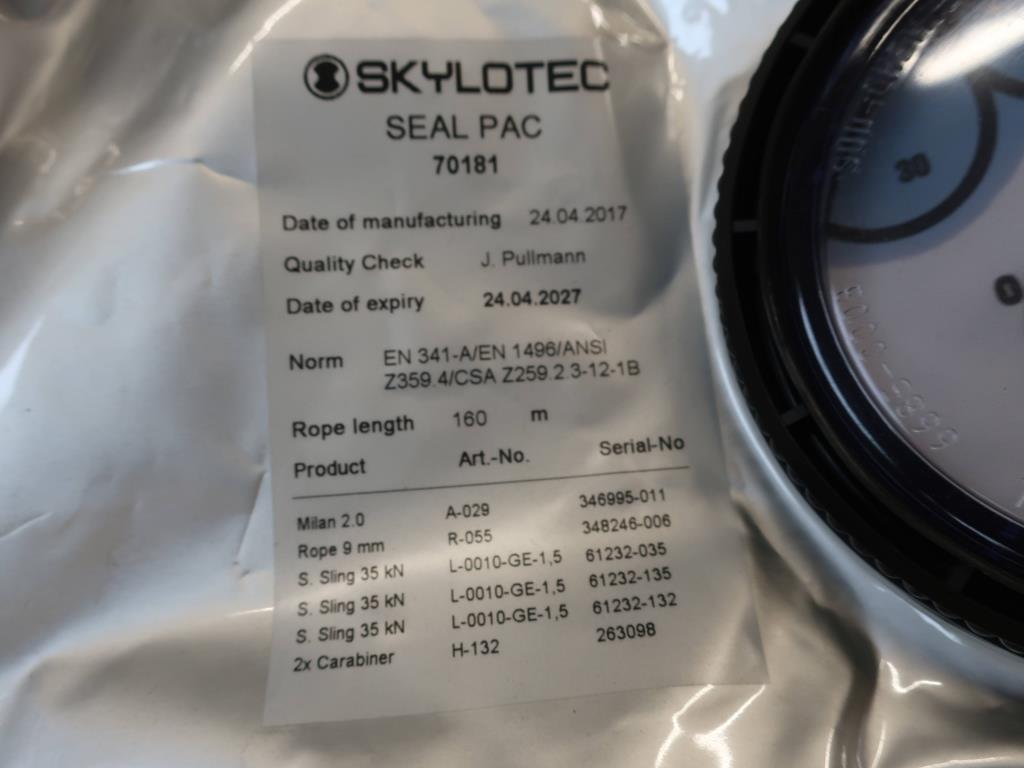 SKYLOTEC
SEAL PAC
70181
Date of manufacturing 24.04.2017
Quality Check J. Pullmann
Date of expiry 24.04.2027
Norm EN 341-A/EN 1496/ANSI
Z359.4/CSA Z259.2.3-12-1B
Rope length 160 m
Product Art.-No. Serial-No
Milan 2.0 A-029 346995-011
Rope 9 mm R-055 348246-006
S. Sling 35 kN L-0010-GE-1,5 61232-035
S. Sling 35 kN L-0010-GE-1,5 61232-135
S. Sling 35 kN L-0010-GE-1,5 61232-132
2x Carabiner H-132 263098
30